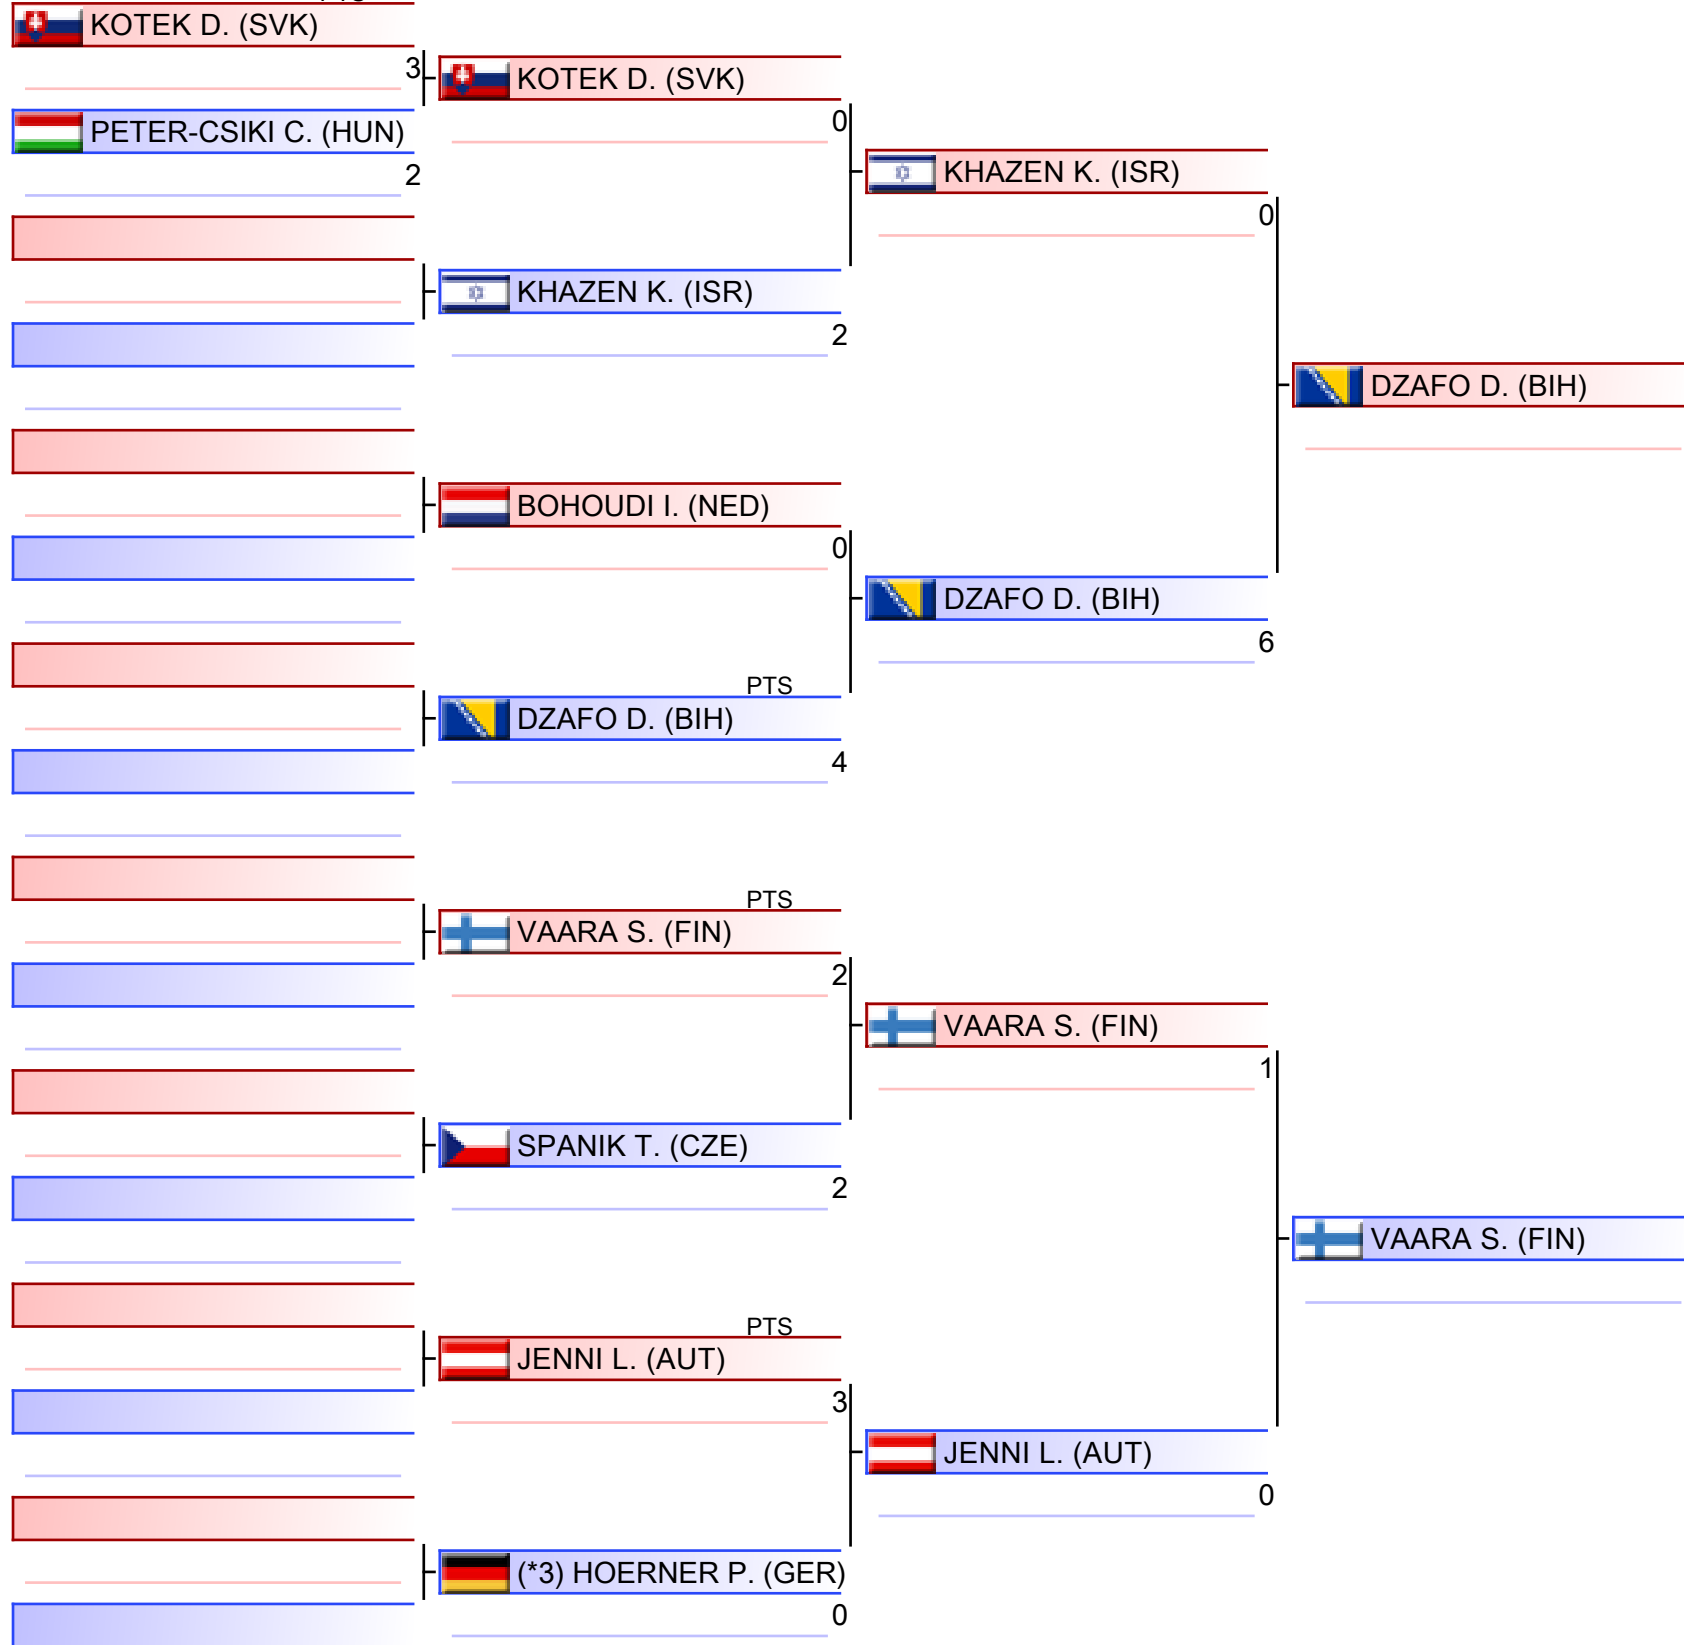 KOTEK D. (SVK)
3
PETER-CSIKI C. (HUN)
2
KOTEK D. (SVK)
0
KHAZEN K. (ISR)
2
BOHOUDI I. (NED)
0
PTS
DZAFO D. (BIH)
4
PTS
VAARA S. (FIN)
2
SPANIK T. (CZE)
2
PTS
JENNI L. (AUT)
3
(*3) HOERNER P. (GER)
0
KHAZEN K. (ISR)
0
DZAFO D. (BIH)
6
VAARA S. (FIN)
1
JENNI L. (AUT)
0
DZAFO D. (BIH)
VAARA S. (FIN)